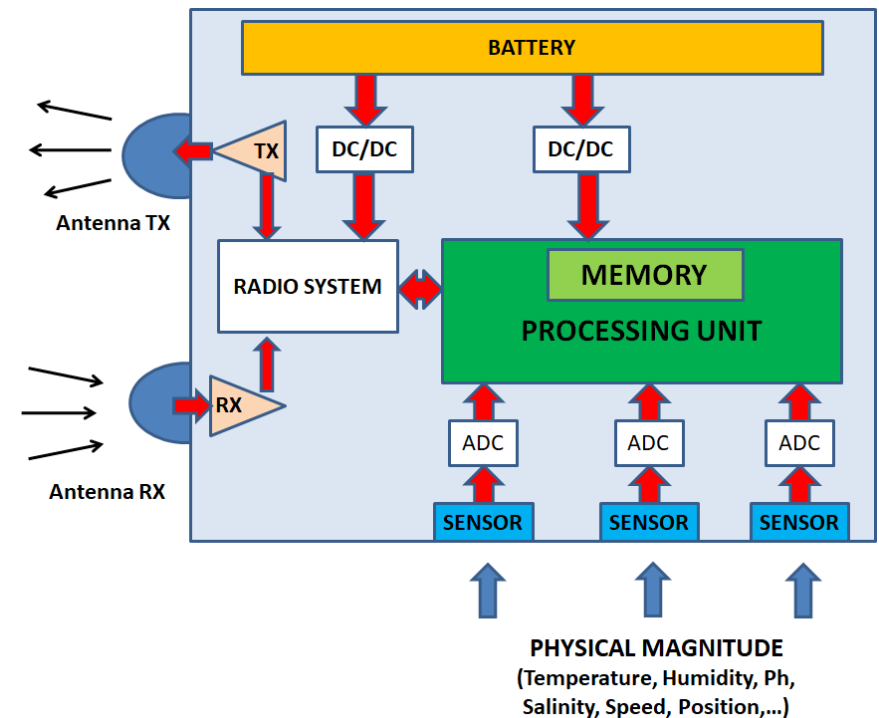 BATTERY
TX
DC/DC
DC/DC
Antenna TX
RADIO SYSTEM
MEMORY
PROCESSING UNIT
RX
ADC
ADC
ADC
Antenna RX
SENSOR
SENSOR
SENSOR
PHYSICAL MAGNITUDE
(Temperature, Humidity, Ph,
Salinity, Speed, Position,...)